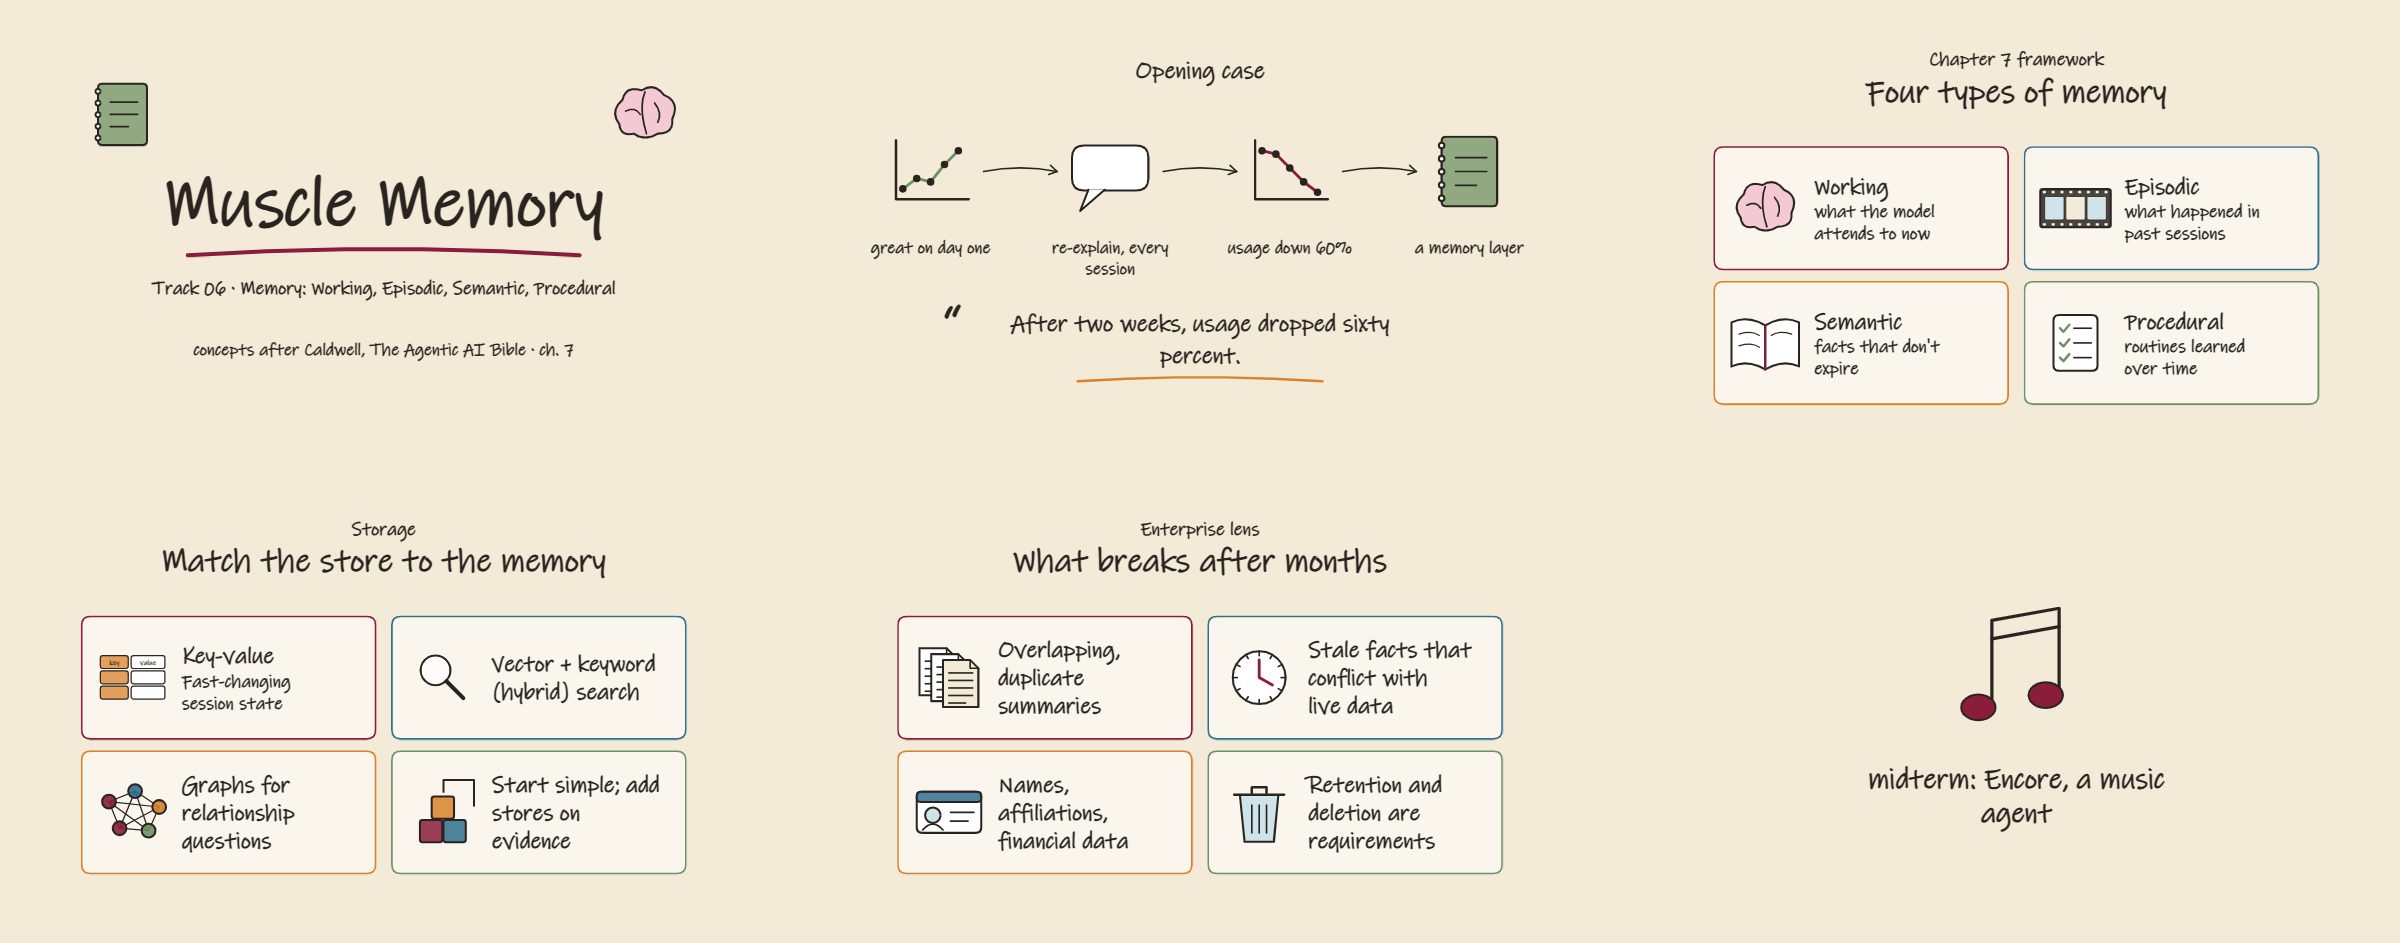 Muscle Memory
Track 06 · Memory: Working, Episodic, Semantic, Procedural
concepts after Caldwell, The Agentic AI Bible · ch. 7
Opening case
great on day one
re-explain, every
session
usage down 60%
a memory layer
“
After two weeks, usage dropped sixty
percent.
Chapter 7 framework
Four types of memory
Working
what the model
attends to now
Episodic
what happened in
past sessions
Semantic
facts that don't
expire
Procedural
routines learned
over time
Storage
Match the store to the memory
key
value
Key-value
Fast-changing
session state
Vector + keyword
(hybrid) search
Graphs for
relationship
questions
Start simple; add
stores on
evidence
Enterprise lens
What breaks after months
Overlapping,
duplicate
summaries
Stale facts that
conflict with
live data
Names,
affiliations,
financial data
Retention and
deletion are
requirements
midterm: Encore, a music
agent